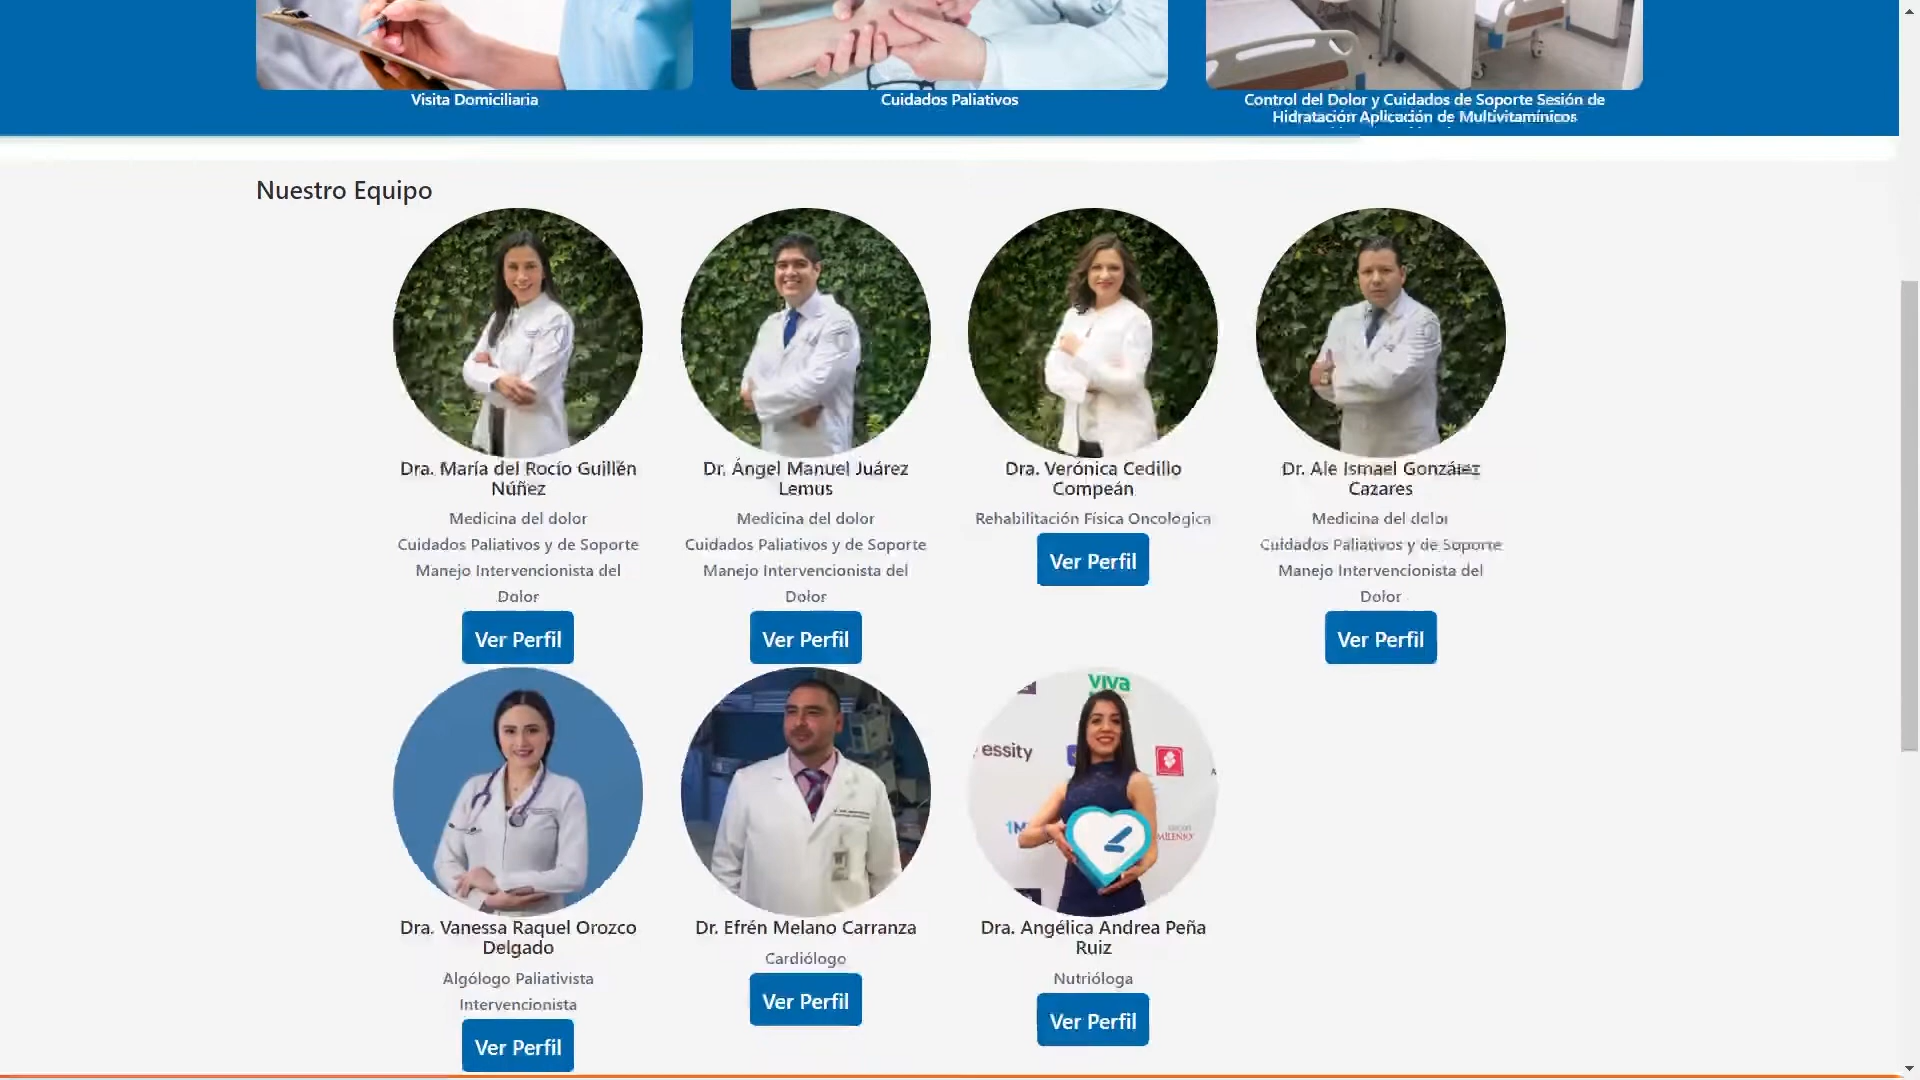 Visita Domiciliaria
Cuidados Paliativos
Control del Dolor y Cuidados de Soporte Sesión de
Hidratación Aplicación de Multivitamínicos
Nuestro Equipo
Dra. María del Rocío Guillén
Núñez
Medicina del dolor
Cuidados Paliativos y de Soporte
Manejo Intervencionista del
Dolor
Ver Perfil
Dr. Ángel Manuel Juárez
Lemus
Medicina del dolor
Cuidados Paliativos y de Soporte
Manejo Intervencionista del
Dolor
Ver Perfil
Dra. Verónica Cedillo
Compeán
Rehabilitación Física Oncológica
Ver Perfil
Dr. Ale Ismael González
Cazares
Medicina del dolor
Cuidados Paliativos y de Soporte
Manejo Intervencionista del
Dolor
Ver Perfil
Dra. Vanessa Raquel Orozco
Delgado
Algólogo Paliativista
Intervencionista
Ver Perfil
Dr. Efrén Melano Carranza
Cardiólogo
Ver Perfil
viva
essity
MILENIO
Dra. Angélica Andrea Peña
Ruiz
Nutrióloga
Ver Perfil